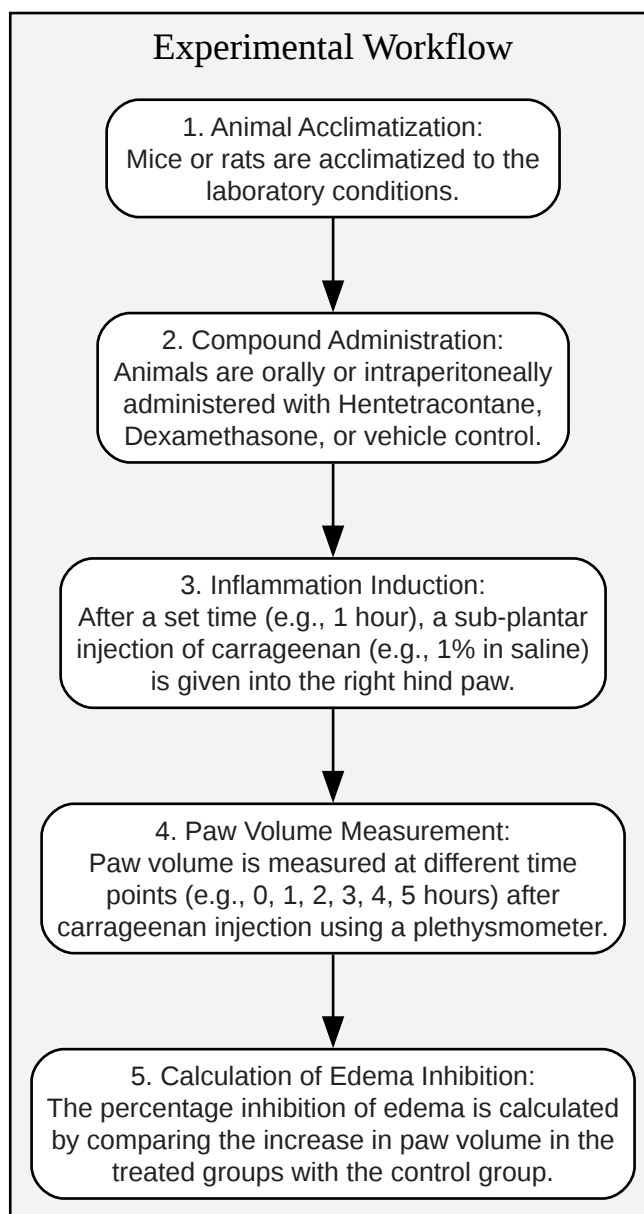 Experimental Workflow
1. Animal Acclimatization:
Mice or rats are acclimatized to the
laboratory conditions.
2. Compound Administration:
Animals are orally or intraperitoneally
administered with Hentetracontane,
Dexamethasone, or vehicle control.
3. Inflammation Induction:
After a set time (e.g., 1 hour), a sub-plantar
injection of carrageenan (e.g., 1% in saline)
is given into the right hind paw.
4. Paw Volume Measurement:
Paw volume is measured at different time
points (e.g., 0, 1, 2, 3, 4, 5 hours) after
carrageenan injection using a plethysmometer.
5. Calculation of Edema Inhibition:
The percentage inhibition of edema is calculated
by comparing the increase in paw volume in the
treated groups with the control group.